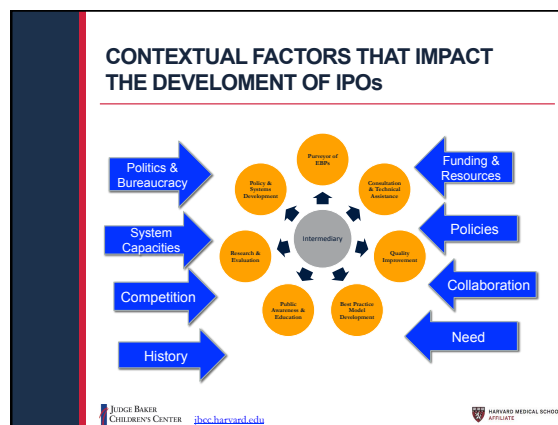 CONTEXTUAL FACTORS THAT IMPACT
THE DEVELOMENT OF IPOs
Politics &
Bureaucracy
System
Capacities
Competition
History
Purveyor of
EBPs
Policy &
Systems
Development
Consultation
& Technical
Assistance
Intermediary
Research &
Evaluation
Quality
Improvement
Public
Awareness &
Education
Best Practice
Model
Development
Funding &
Resources
Policies
Collaboration
Need
JUDGE BAKER
CHILDREN'S CENTER
jbcc.harvard.edu
HARVARD MEDICAL SCHOOL
AFFILIATE